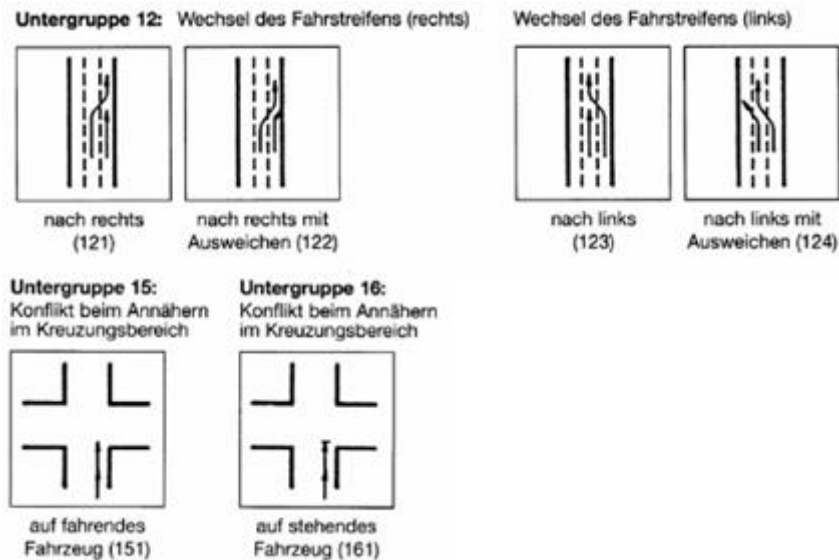 Untergruppe 12: Wechsel des Fahrstreifens (rechts)
Wechsel des Fahrstreifens (links)
nach rechts
(121)
nach rechts mit
Ausweichen (122)
nach links
(123)
nach links mit
Ausweichen (124)
Untergruppe 15:
Konflikt beim Annähern
im Kreuzungsbereich
Untergruppe 16:
Konflikt beim Annähern
im Kreuzungsbereich
auf fahrendes
Fahrzeug (151)
auf stehendes
Fahrzeug (161)